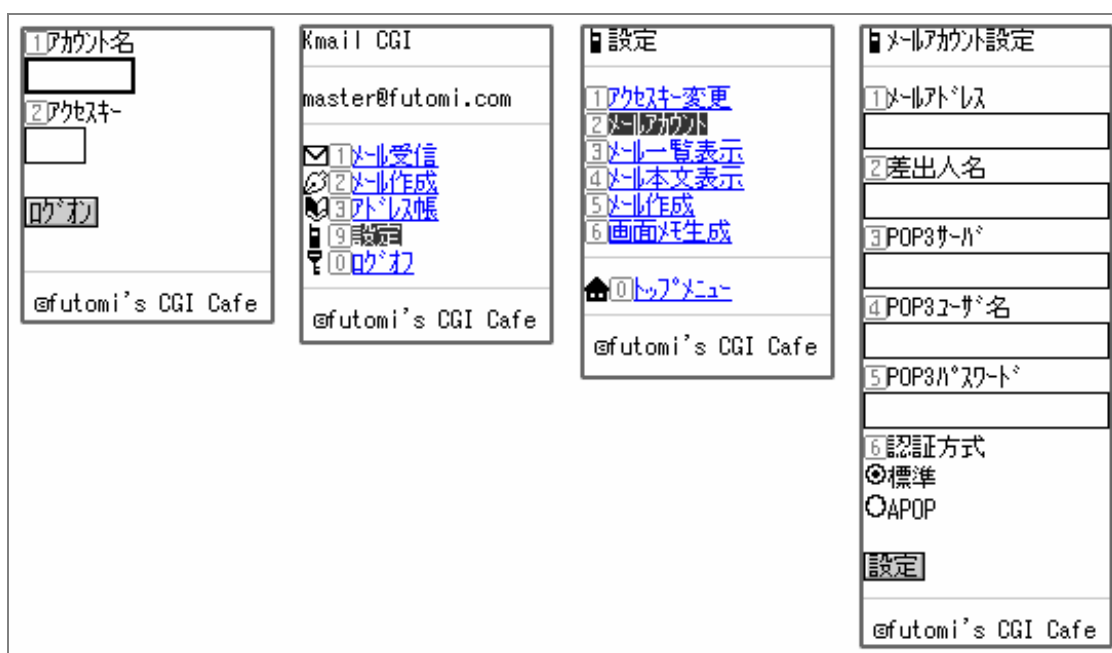 1アカウント名
2アクセスキー
ログオン
@futomi's CGI Cafe
Kmail CGI
master@futomi.com
1メール受信
2メール作成
3アドレス帳
9設定
0ログオフ
@futomi's CGI Cafe
設定
1アクセスキー変更
2メールアカウント
3メール一覧表示
4メール本文表示
5メール作成
6画面メモ生成
0トップメニュー
@futomi's CGI Cafe
メールアカウント設定
1メールアドレス
2差出人名
3POP3サーバ
4POP3ユーザ名
5POP3パスワード
6認証方式
標準
APOP
設定
@futomi's CGI Cafe